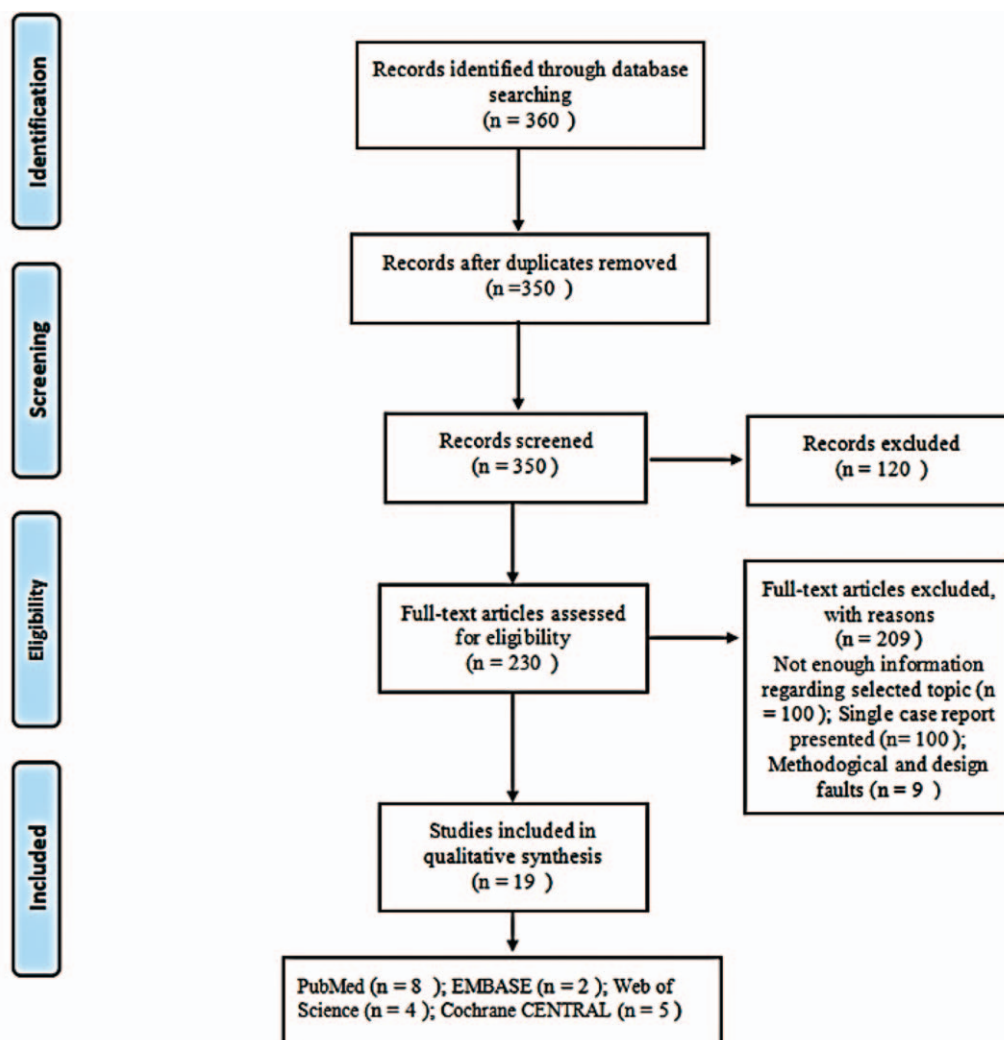 Identification
Records identified through database
searching
(n = 360 )
Records after duplicates removed
(n =350 )
Screening
Records screened
(n = 350 )
Records excluded
(n = 120 )
Eligibility
Full-text articles assessed
for eligibility
(n = 230 )
Full-text articles excluded,
with reasons
(n = 209 )
Not enough information
regarding selected topic (n
= 100 ); Single case report
presented (n= 100 );
Methodogical and design
faults (n = 9 )
Included
Studies included in
qualitative synthesis
(n = 19 )
PubMed (n = 8 ); EMBASE (n = 2 ); Web of
Science (n = 4 ); Cochrane CENTRAL (n = 5 )